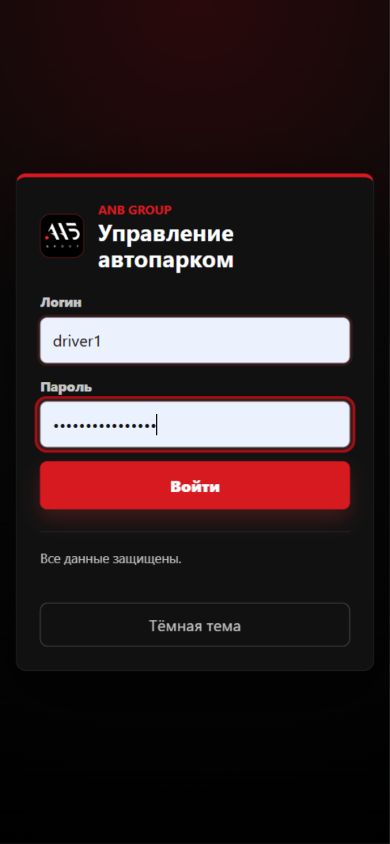 ANB GROUP
Управление
автопарком
Логин
driver1
Пароль
••••••••••••••••
Войти
Все данные защищены.
Тёмная тема